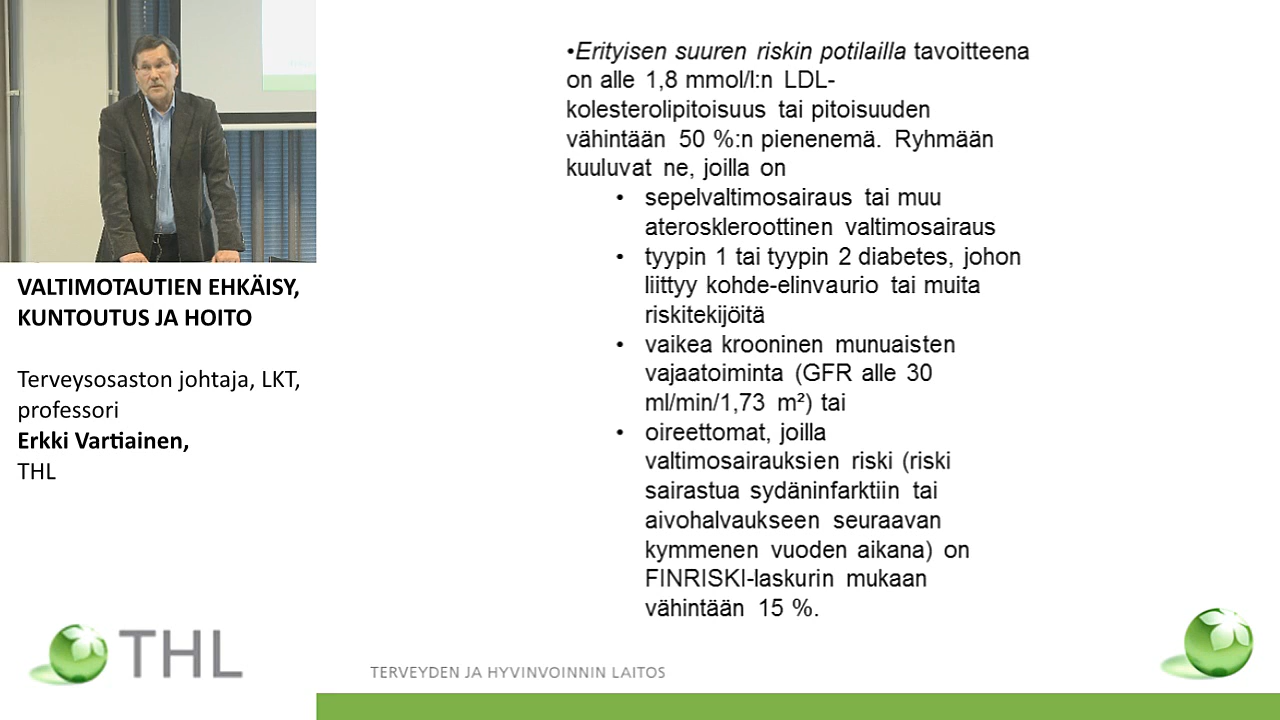 VALTIMOTAUTIEN EHKÄISY,
KUNTOUTUS JA HOITO
Terveysosaston johtaja, LKT,
professori
Erkki Vartiainen,
THL
THL
•Erityisen suuren riskin potilailla tavoitteena
on alle 1,8 mmol/l:n LDL-
kolesterolipitoisuus tai pitoisuuden
vähintään 50 %:n pienenemä. Ryhmään
kuuluvat ne, joilla on
• sepelvaltimosairaus tai muu
ateroskleroottinen valtimosairaus
• tyypin 1 tai tyypin 2 diabetes, johon
liittyy kohde-elinvaurio tai muita
riskitekijöitä
• vaikea krooninen munuaisten
vajaatoiminta (GFR alle 30
ml/min/1,73 m²) tai
• oireettomat, joilla
valtimosairauksien riski (riski
sairastua sydäninfarktiin tai
aivohalvaukseen seuraavan
kymmenen vuoden aikana) on
FINRISKI-laskurin mukaan
vähintään 15 %.
TERVEYDEN JA HYVINVOINNIN LAITOS